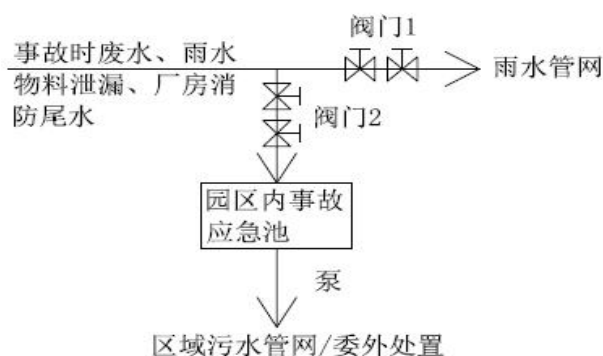 阀门1
事故时废水、雨水
雨水管网
物料泄漏、厂房消
防尾水
阀门2
园区内事故
应急池
泵
区域污水管网/委外处置